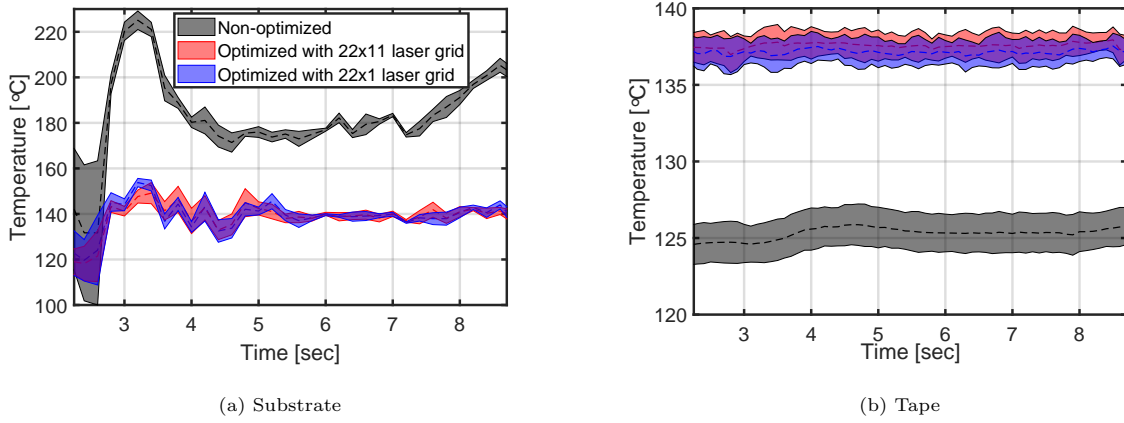 Non-optimized
Optimized with 22x11 laser grid
Optimized with 22x1 laser grid
Temperature [°C]
220
200
180
160
140
120
100
3
4
5
6
7
8
Time [sec]
(a) Substrate
Temperature [°C]
140
135
130
125
120
3
4
5
6
7
8
Time [sec]
(b) Tape